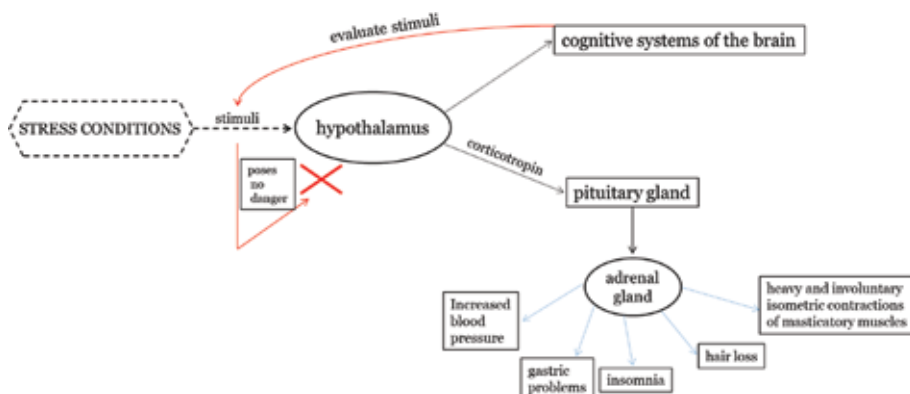 evaluate stimuli
cognitive systems of the brain
STRESS CONDITIONS
stimuli
hypothalamus
corticotropin
poses
no
danger
pituitary gland
adrenal
gland
Increased
blood
pressure
gastric
problems
insomnia
hair loss
heavy and involuntary
isometric contractions
of masticatory muscles